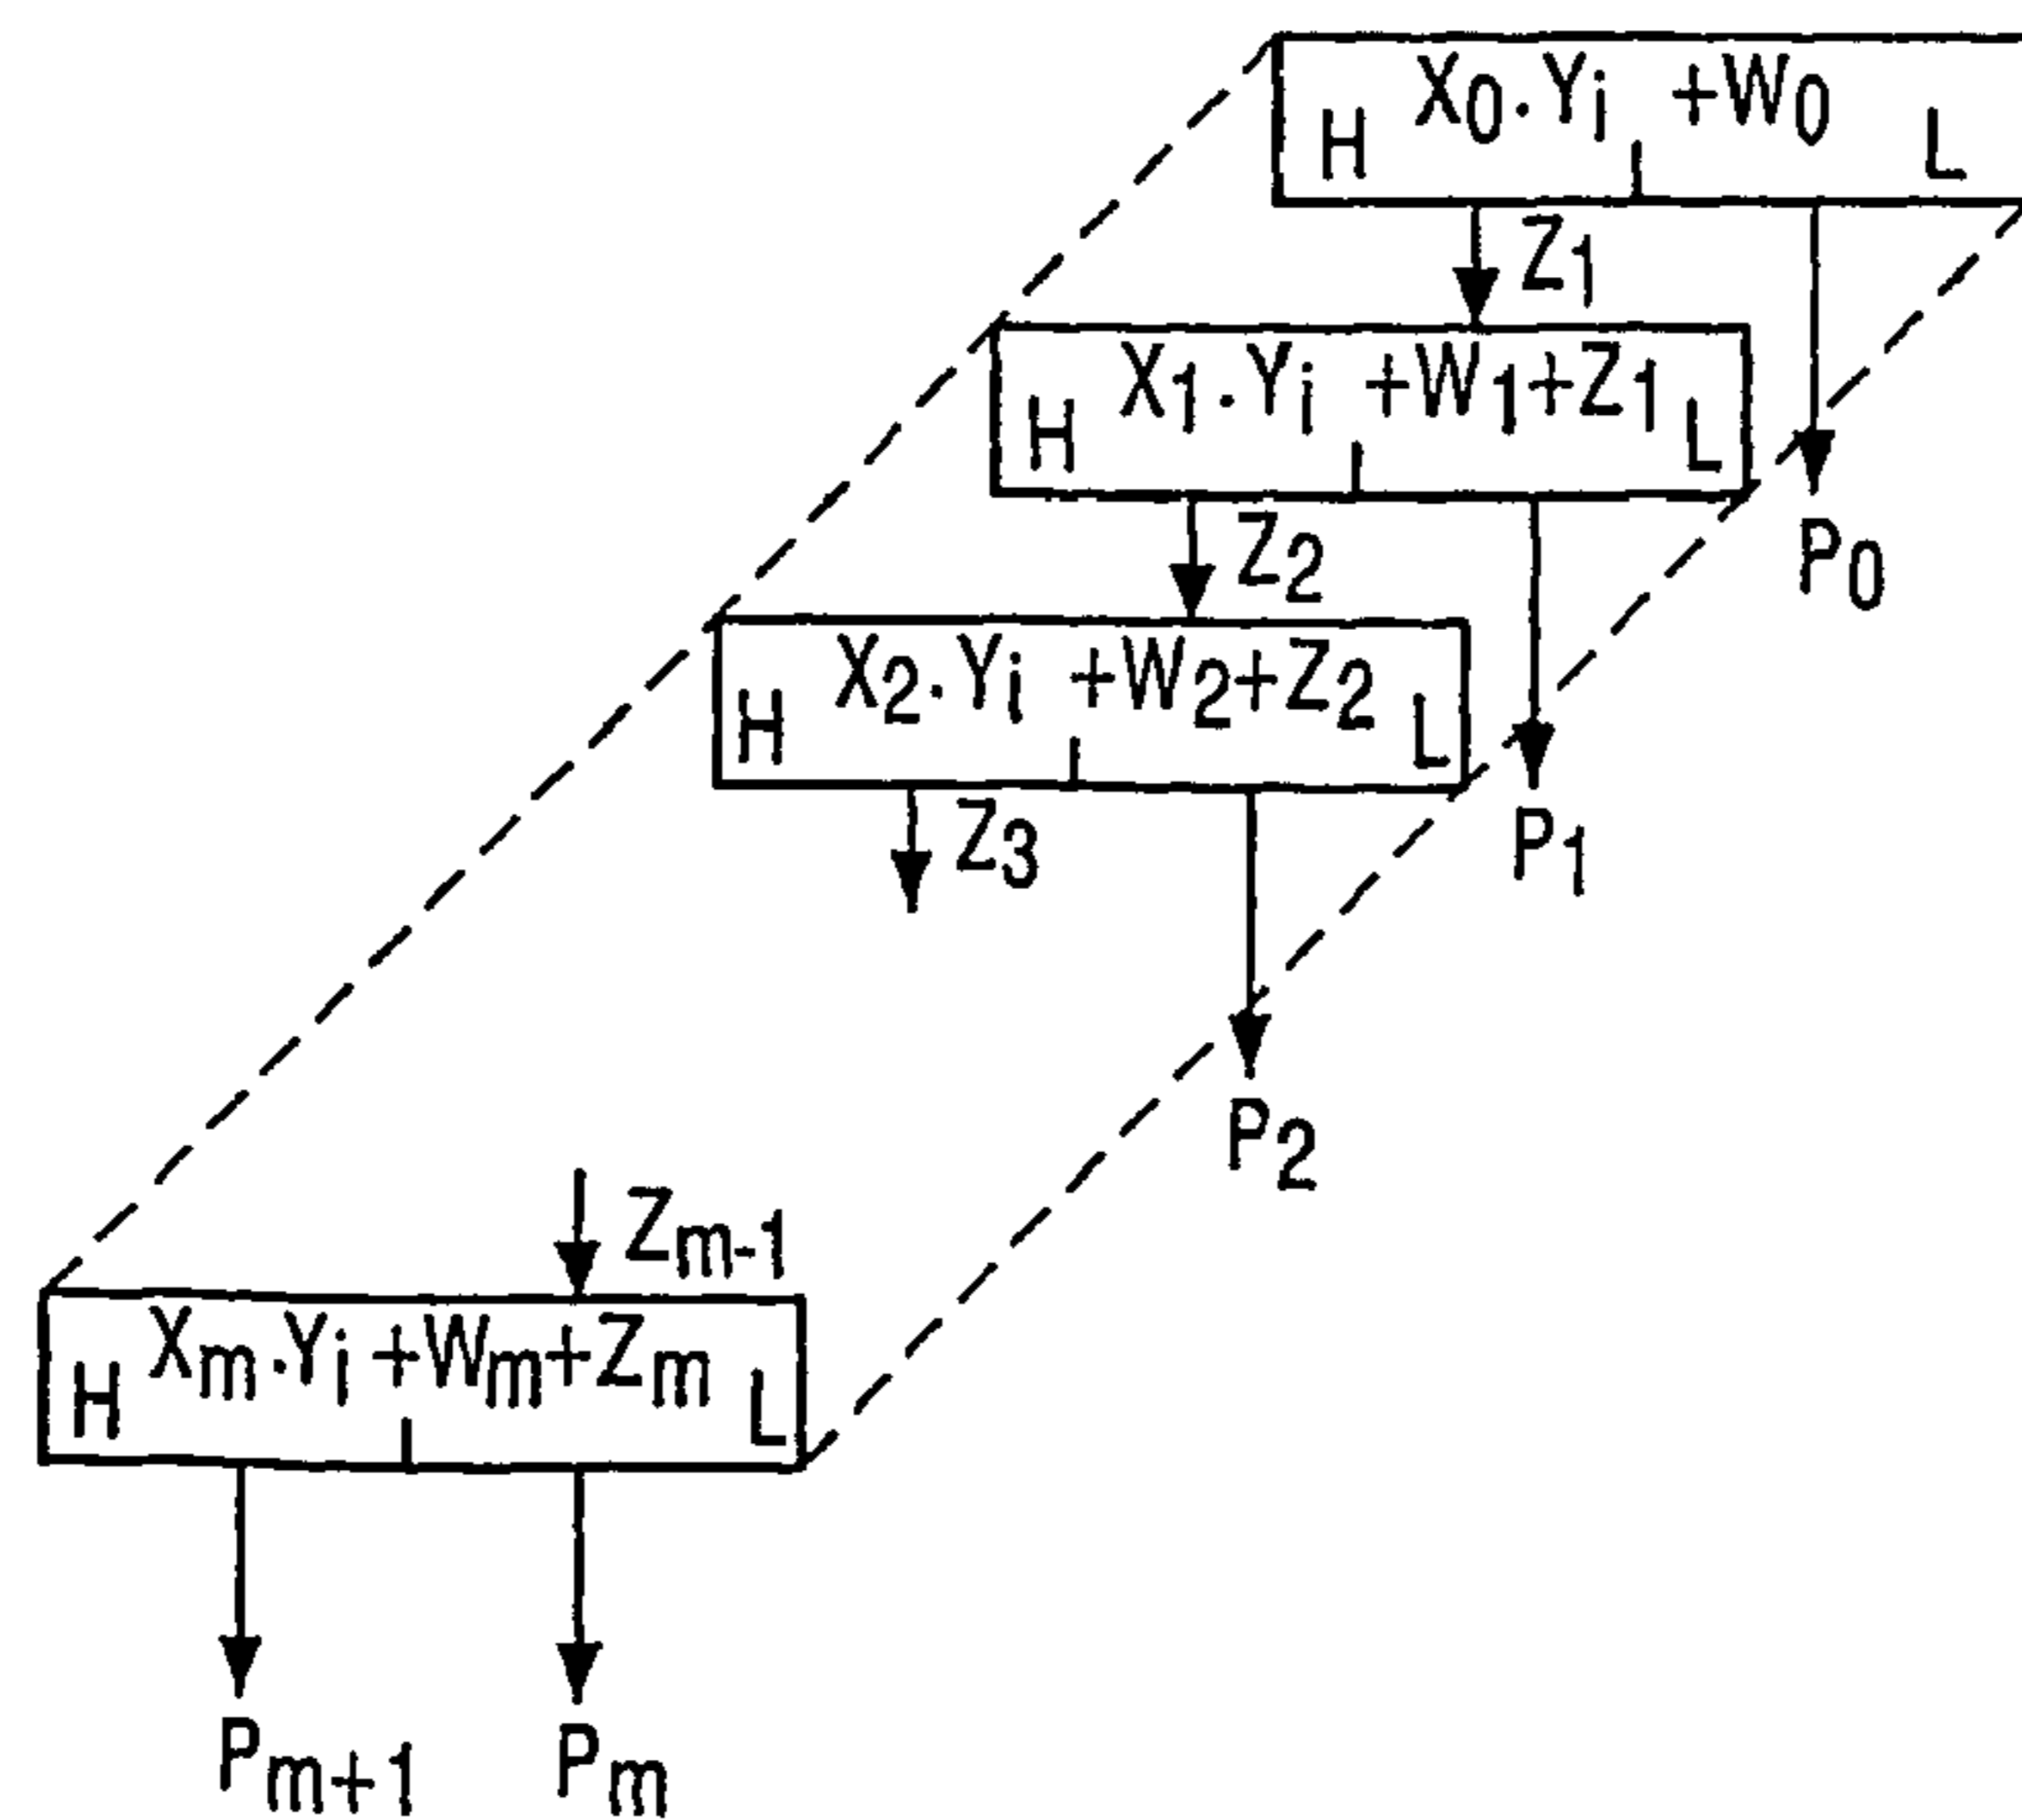 X₀.Yᵢ +W₀
H L
Z₁
X₁.Yᵢ +W₁+Z₁
H L
P₀
Z₂
X₂.Yᵢ +W₂+Z₂
H L
Z₃
P₁
P₂
Zₘ₋₁
Xₘ.Yᵢ +Wₘ+Zₘ
H L
Pₘ₊₁ Pₘ